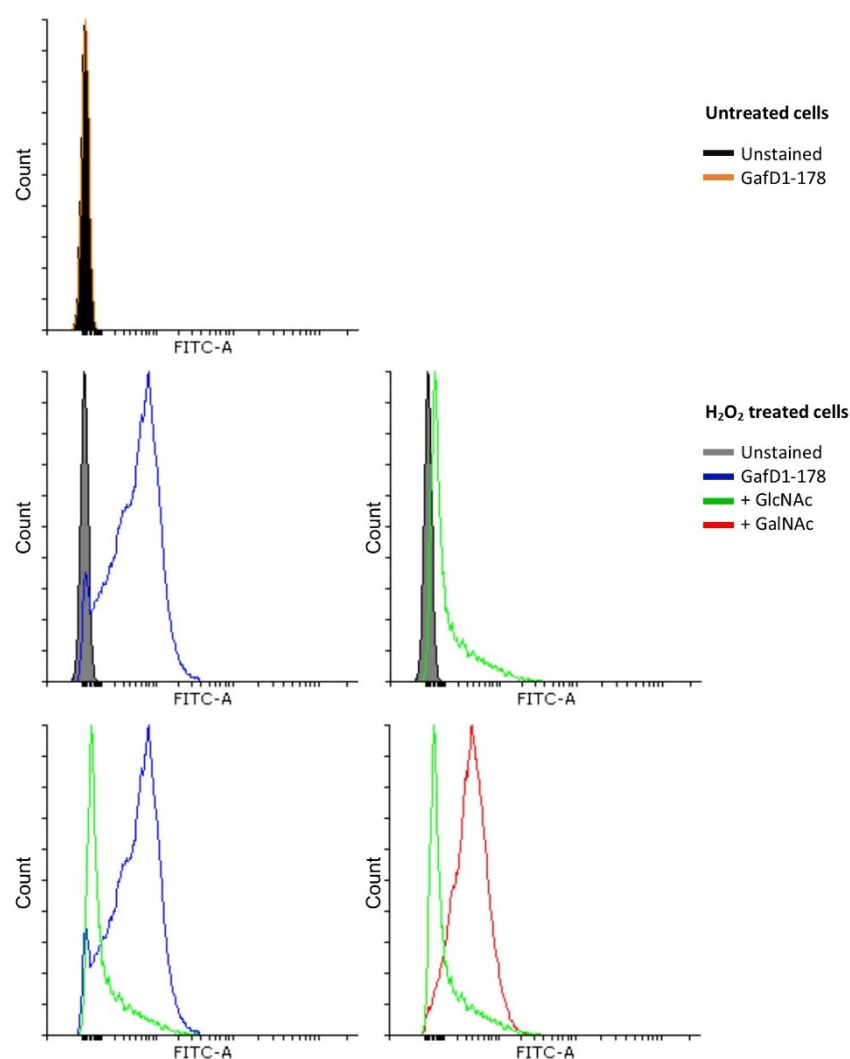 Count
FITC-A
Untreated cells
Unstained
GafD1-178
Count
FITC-A
Count
FITC-A
H₂O₂ treated cells
Unstained
GafD1-178
+ GlcNAc
+ GalNAc
Count
FITC-A
Count
FITC-A